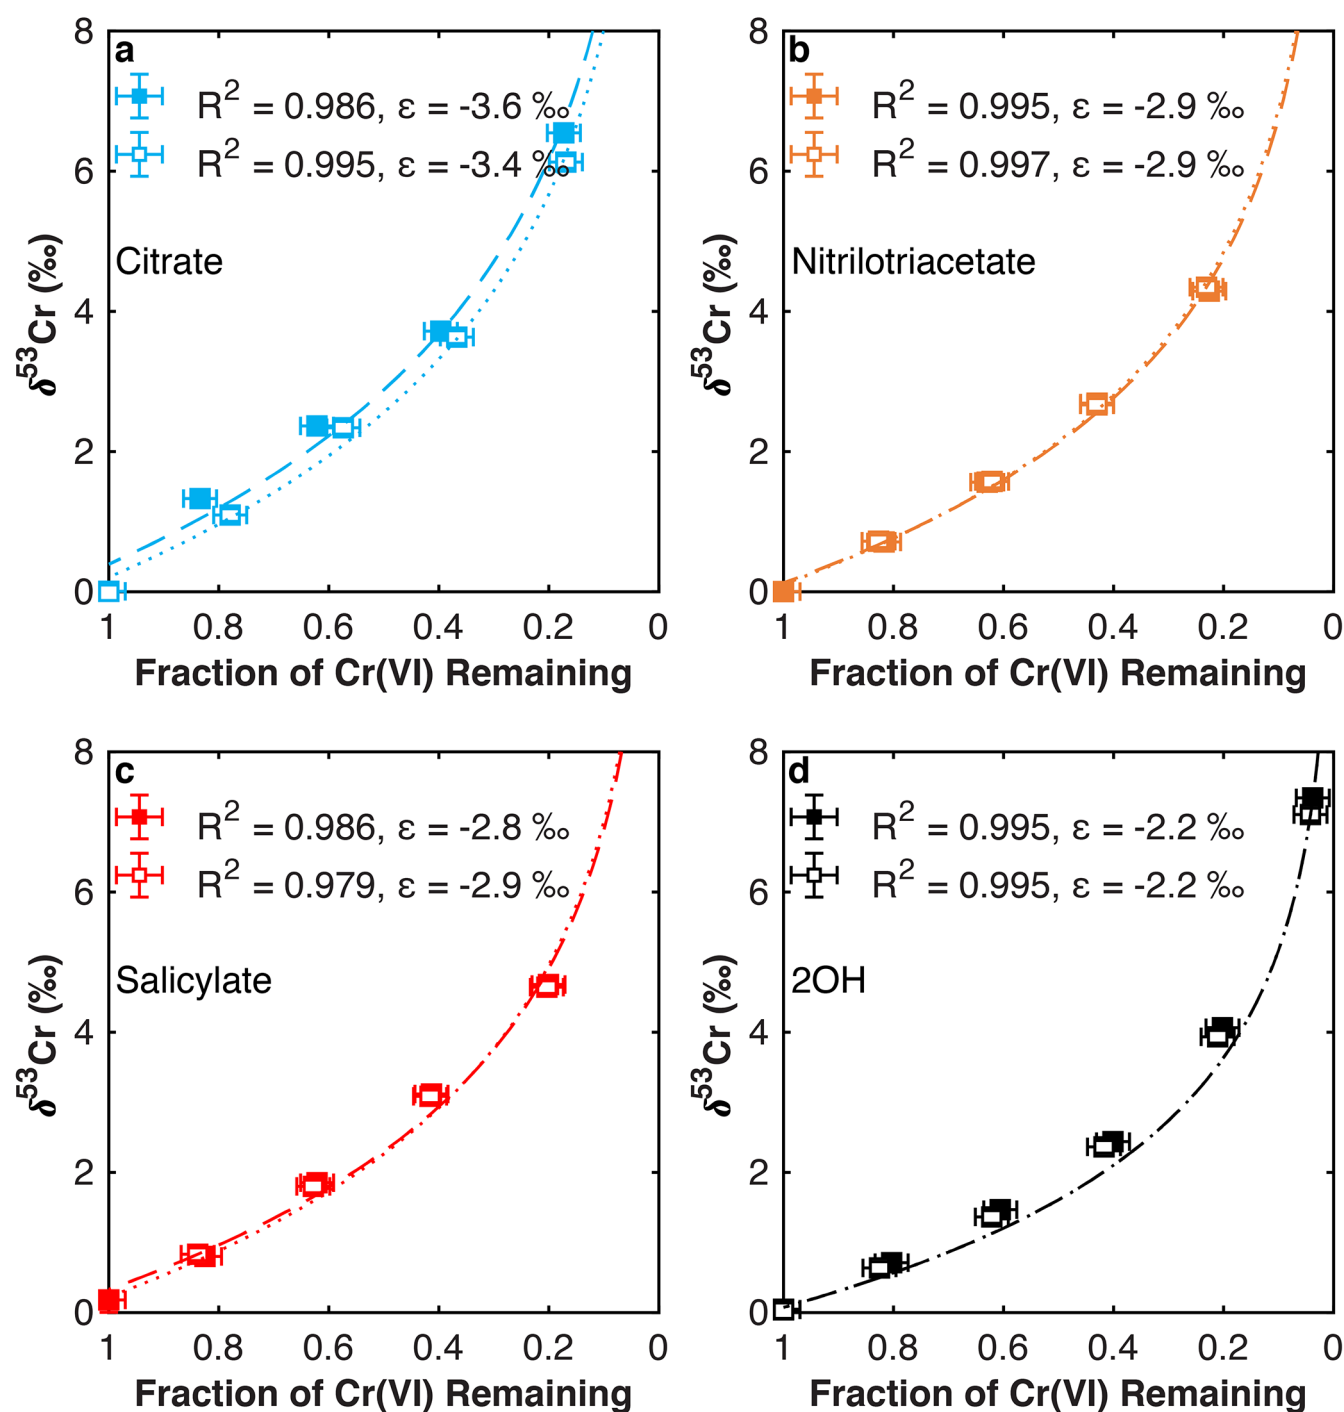 a
8
R² = 0.986, ε = -3.6 ‰
R² = 0.995, ε = -3.4 ‰
6
Citrate
4
2
0
δ⁵³Cr (‰)
1 0.8 0.6 0.4 0.2 0
Fraction of Cr(VI) Remaining
b
8
R² = 0.995, ε = -2.9 ‰
R² = 0.997, ε = -2.9 ‰
6
Nitrilotriacetate
4
2
0
δ⁵³Cr (‰)
1 0.8 0.6 0.4 0.2 0
Fraction of Cr(VI) Remaining
c
8
R² = 0.986, ε = -2.8 ‰
R² = 0.979, ε = -2.9 ‰
6
Salicylate
4
2
0
δ⁵³Cr (‰)
1 0.8 0.6 0.4 0.2 0
Fraction of Cr(VI) Remaining
d
8
R² = 0.995, ε = -2.2 ‰
R² = 0.995, ε = -2.2 ‰
6
2OH
4
2
0
δ⁵³Cr (‰)
1 0.8 0.6 0.4 0.2 0
Fraction of Cr(VI) Remaining